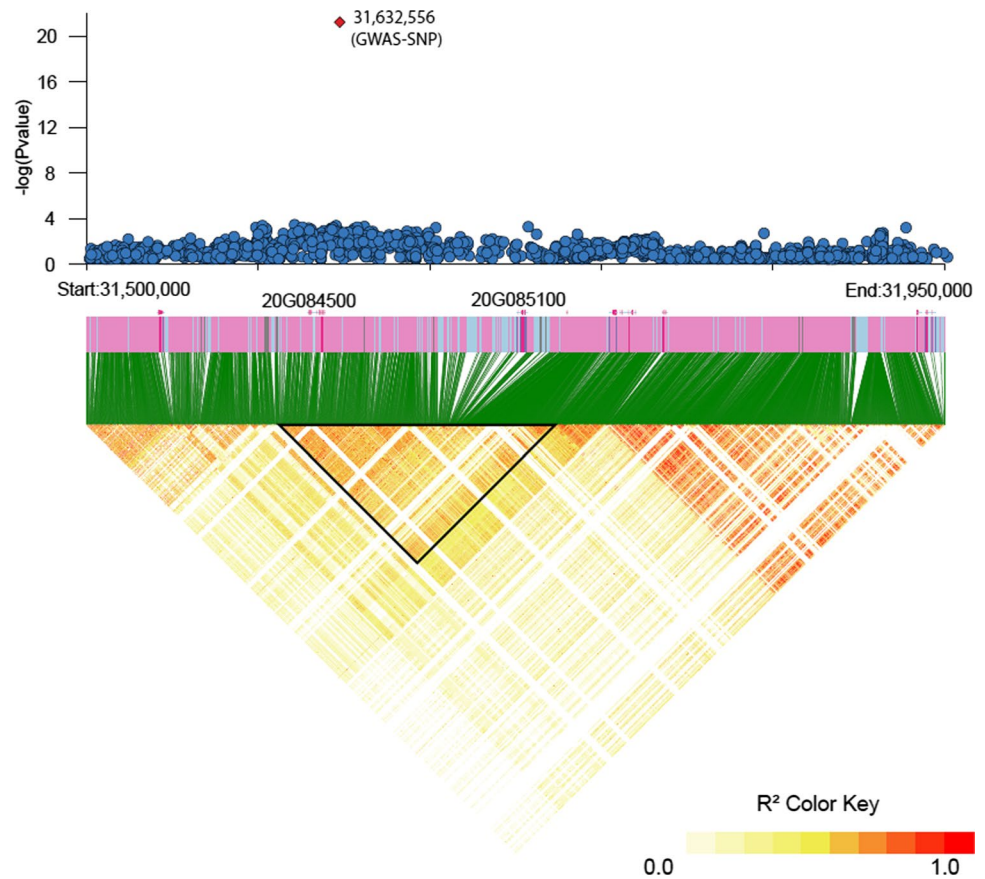 31,632,556
(GWAS-SNP)
20
16
12
8
4
0
-log(Pvalue)
Start:31,500,000
20G084500
20G085100
End:31,950,000
R² Color Key
0.0
1.0